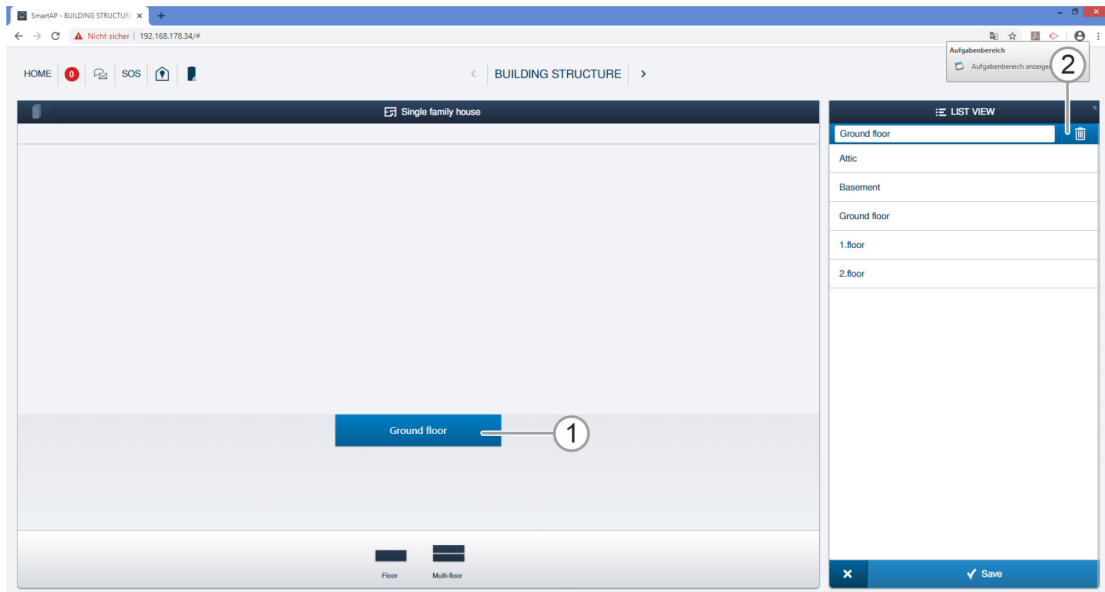 SmartAP - BUILDING STRUCTUR
Nicht sicher | 192.168.178.34/#
Aufgabenbereich
Aufgabenbereich anzeigen
2
HOME 0 SOS
BUILDING STRUCTURE
Single family house
LIST VIEW
Ground floor
Attic
Basement
Ground floor
1.floor
2.floor
Ground floor
1
Floor
Multi-floor
Save